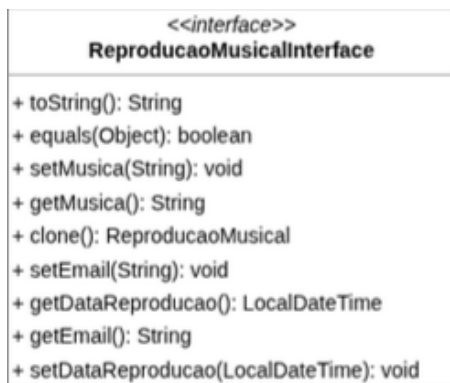 <<interface>>
ReproducaoMusicalInterface
+ toString(): String
+ equals(Object): boolean
+ setMusica(String): void
+ getMusica(): String
+ clone(): ReproducaoMusical
+ setEmail(String): void
+ getDataReproducao(): LocalDateTime
+ getEmail(): String
+ setDataReproducao(LocalDateTime): void